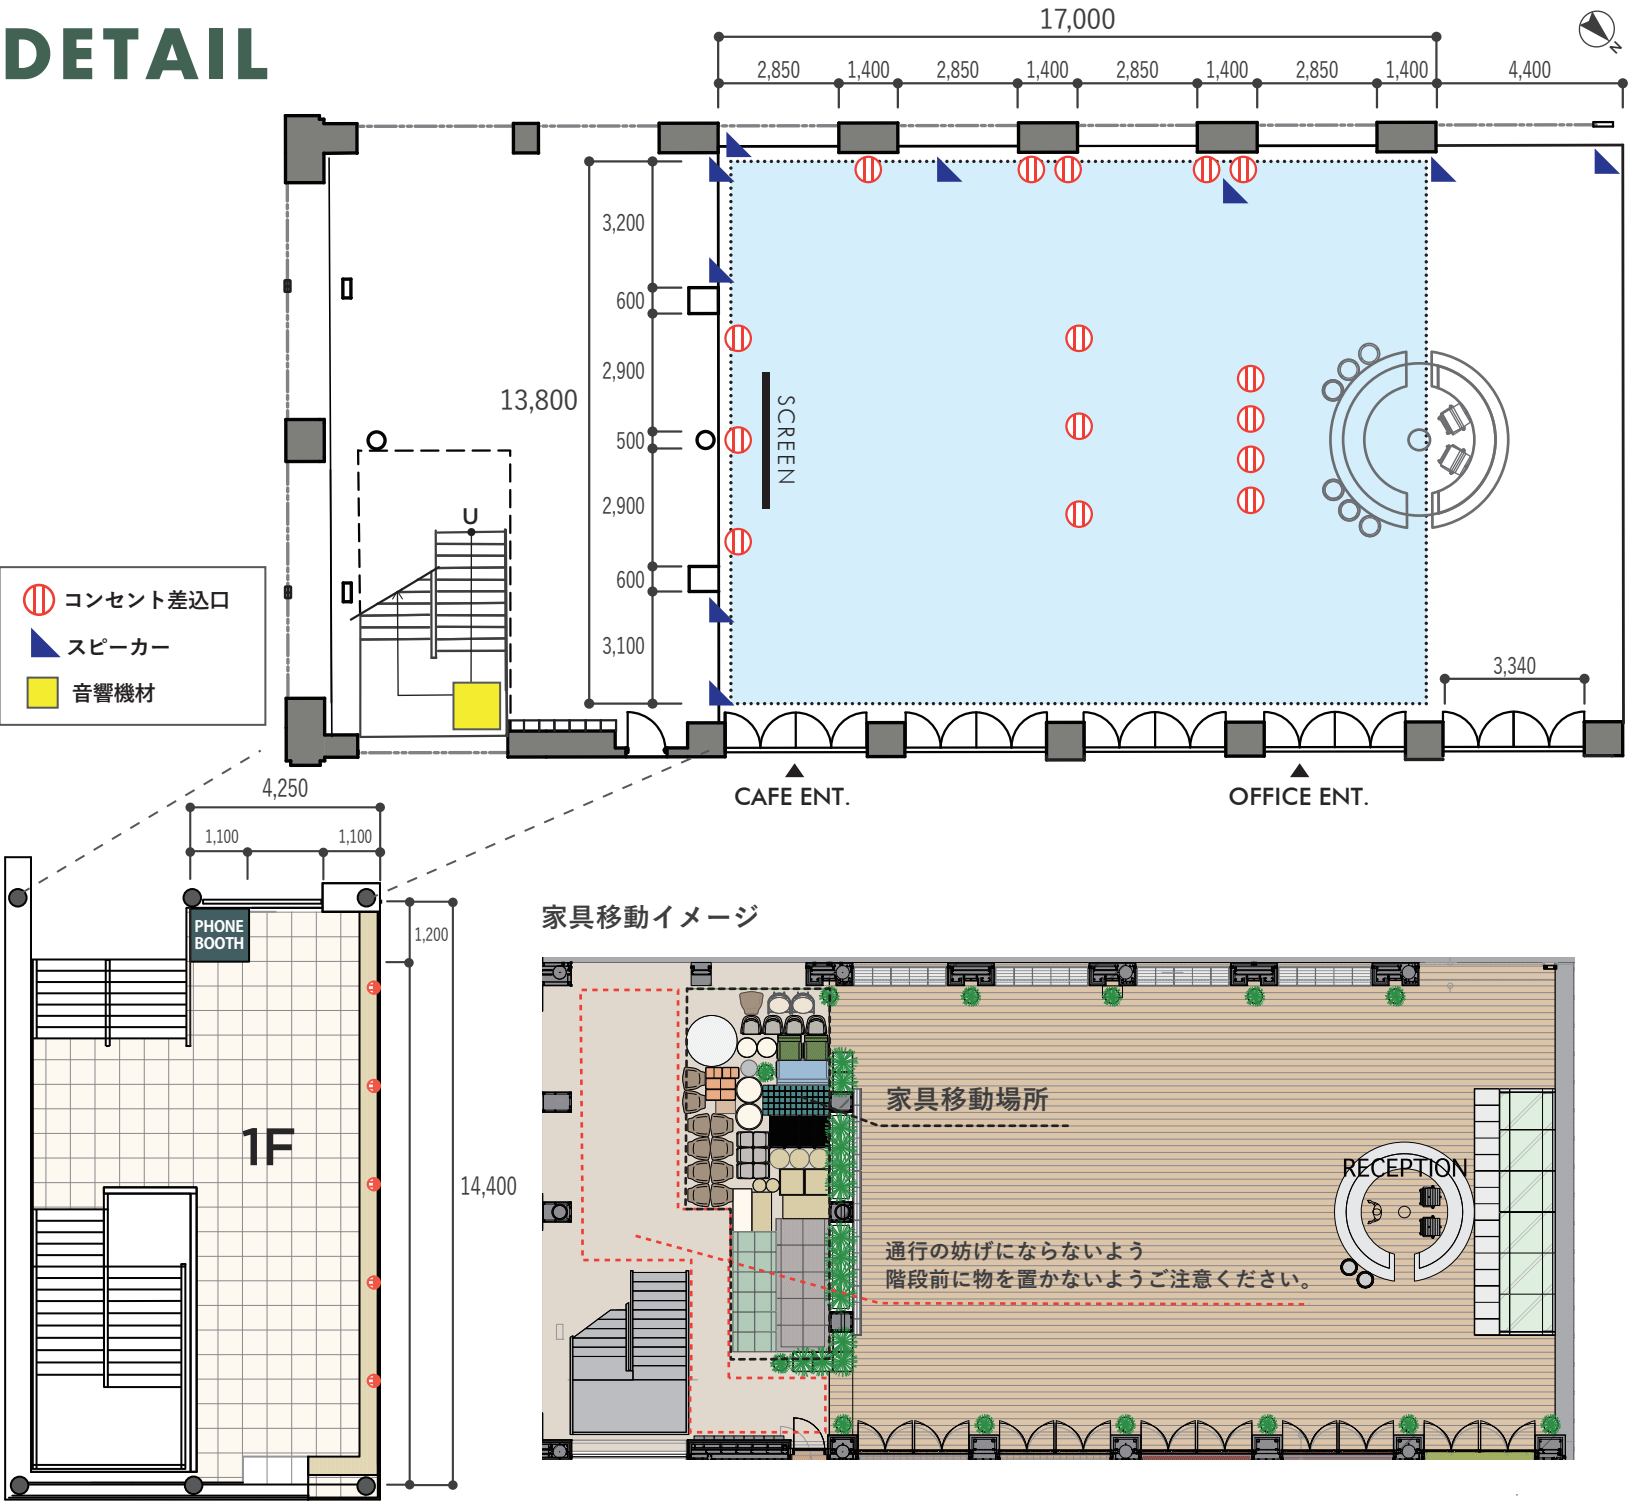 DETAIL
17,000
2,850
1,400
2,850
1,400
2,850
1,400
2,850
1,400
4,400
N
3,200
600
2,900
13,800
500
2,900
600
3,100
SCREEN
U
3,340
コンセント差込口
スピーカー
音響機材
CAFE ENT.
OFFICE ENT.
4,250
1,100
1,100
PHONE
BOOTH
1,200
1F
14,400
家具移動イメージ
家具移動場所
RECEPTION
通行の妨げにならないよう
階段前に物を置かないようご注意ください。